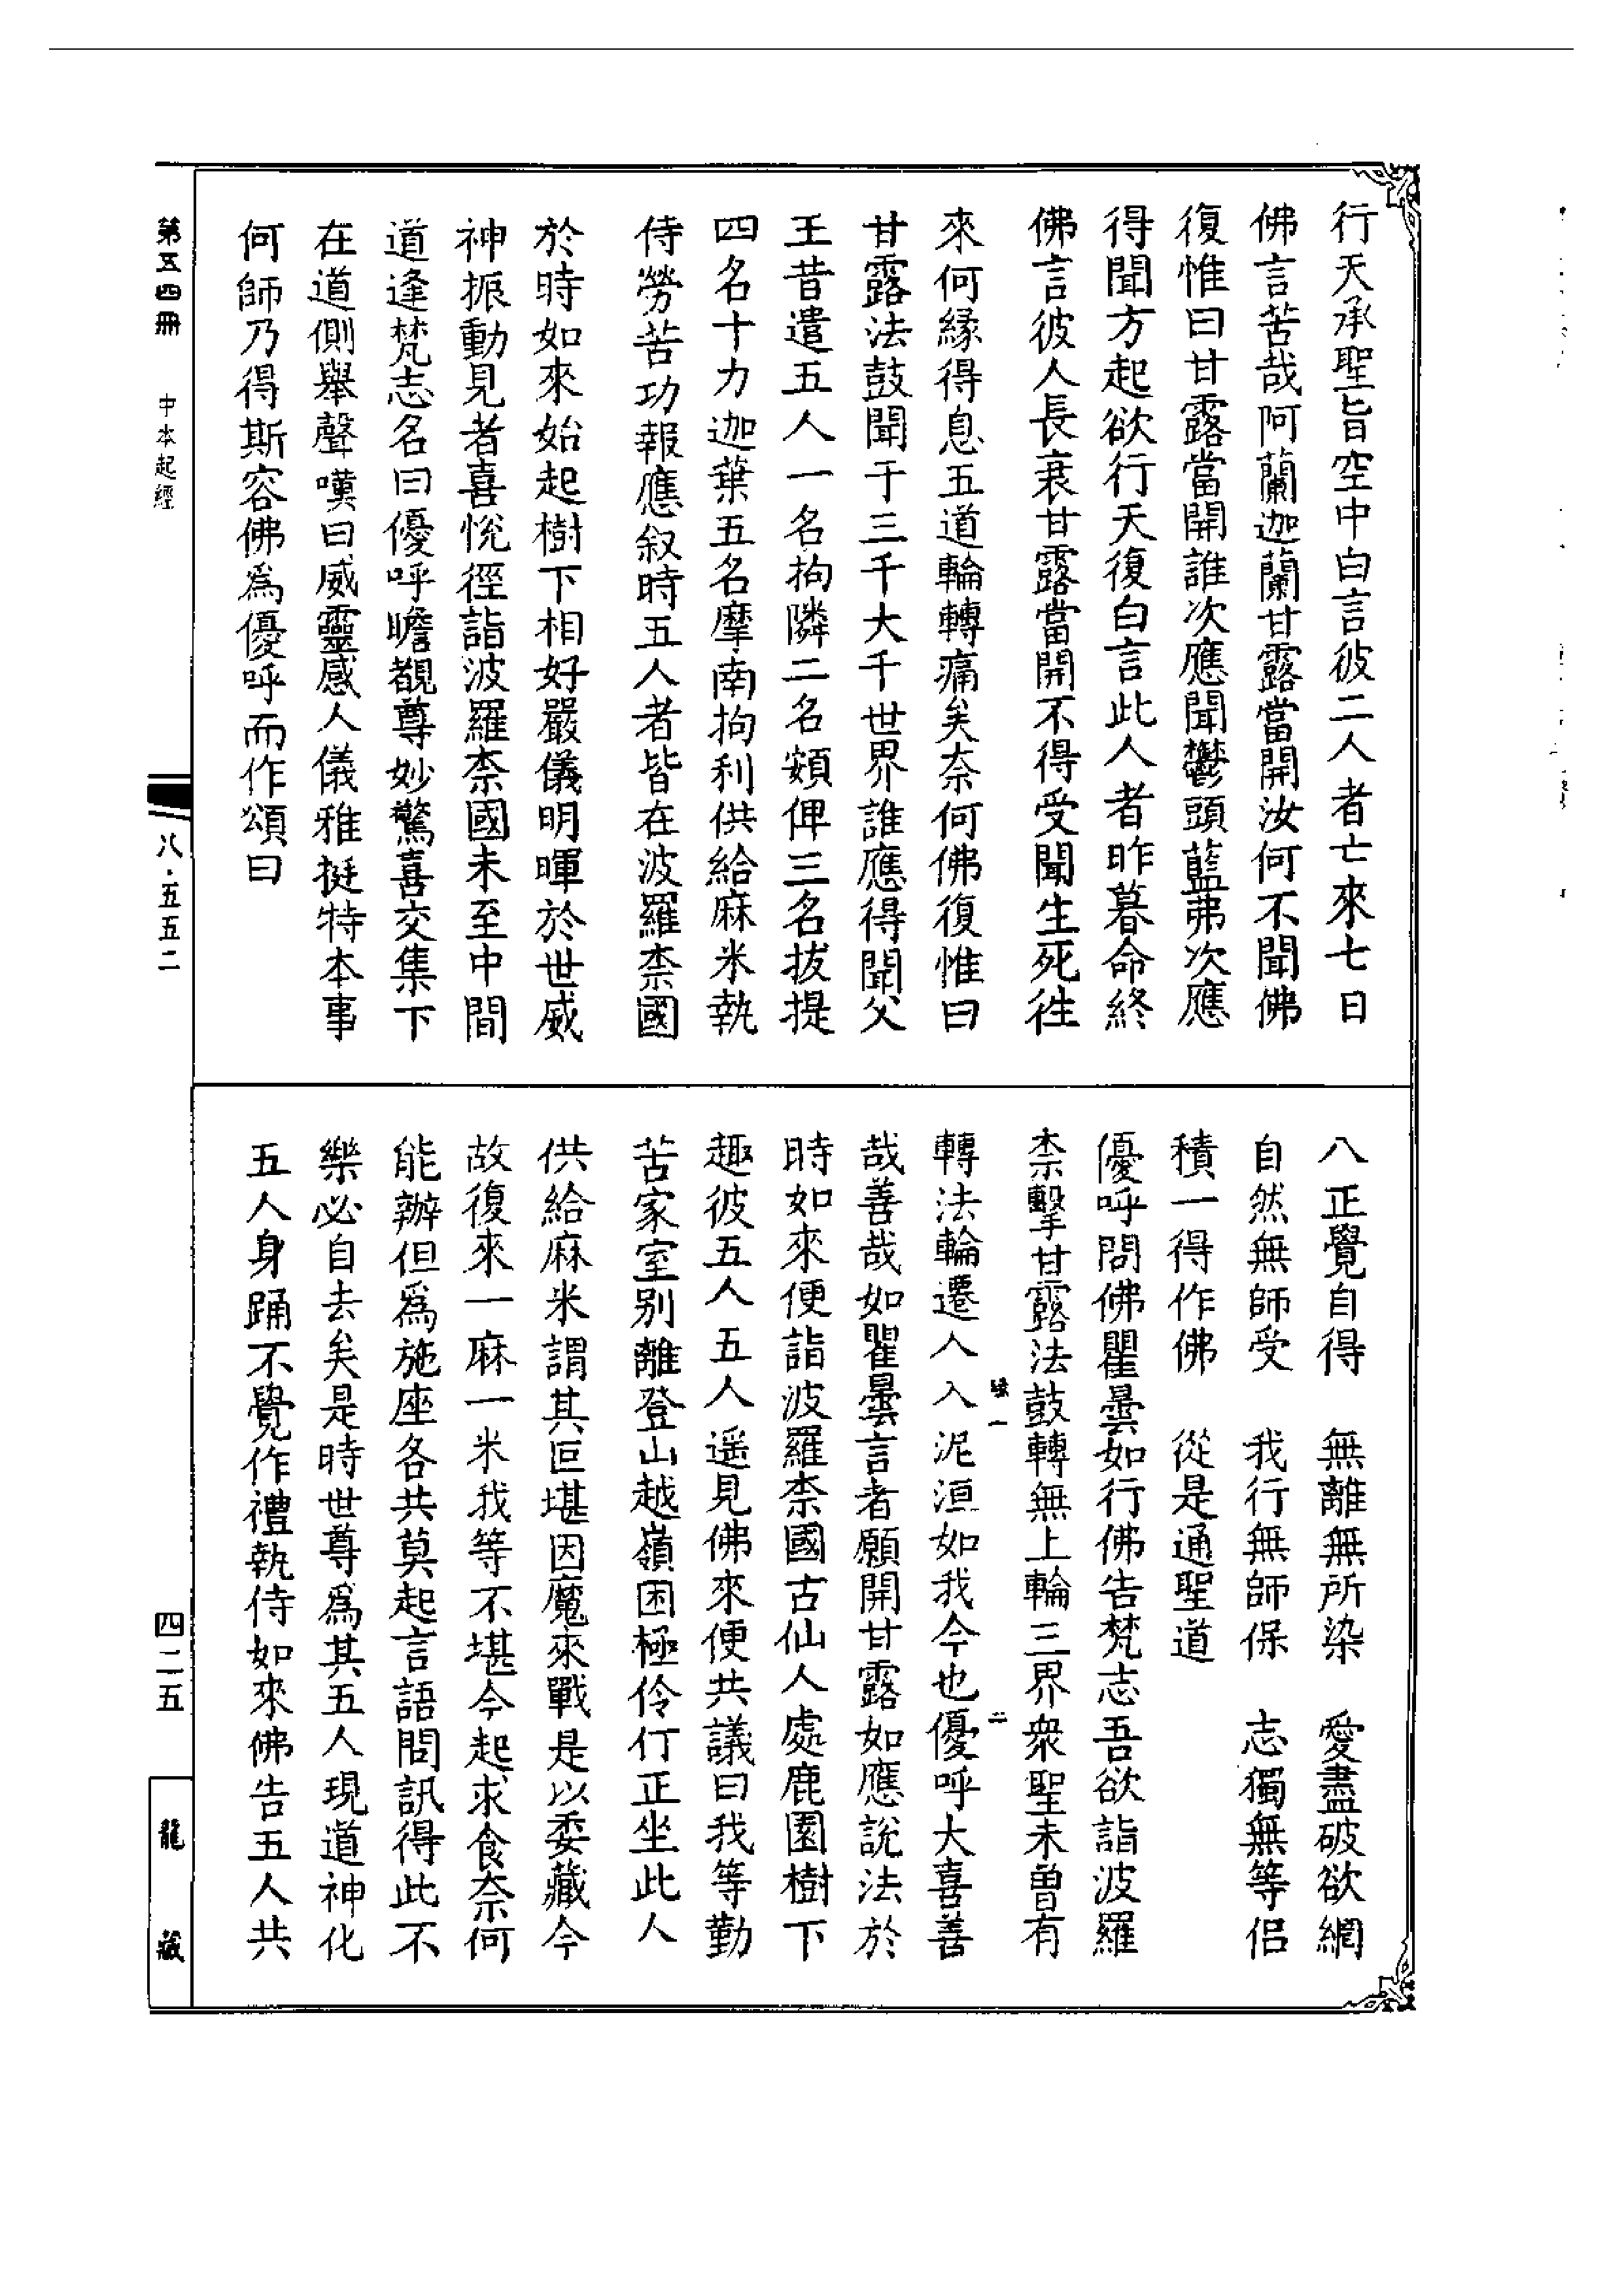 行天承聖旨空中白言彼二人者亡來七日
佛言苦哉阿蘭迦蘭甘露當開汝何不聞佛
復惟曰甘露當開誰次應聞鬱頭藍弗次應
得聞方起欲行天復白言此人者昨暮命終
佛言彼人長衰甘露當開不得受聞生死往
來何緣得息五道輪轉痛矣奈何佛復惟曰
甘露法鼓聞于三千大千世界誰應得聞父
王昔遣五人一名拘隣二名頞俾三名拔提
四名十力迦葉五名摩南拘利供給麻米執
侍勞苦功報應叙時五人者皆在波羅柰國
於時如來始起樹下相好嚴儀明暉於世威
神振動見者喜悅徑詣波羅柰國未至中間
道逢梵志名曰優呼瞻覩尊妙驚喜交集下
在道側舉聲嘆曰威靈感人儀雅挺特本事
何師乃得斯容佛爲優呼而作頌曰
八正覺自得　無離無所染　愛盡破欲網
自然無師受　我行無師保　志獨無等侶
積一得作佛　從是通聖道
優呼問佛瞿曇如行佛告梵志吾欲詣波羅
柰擊甘露法鼓轉無上輪三界衆聖未曾有
轉法輪遷人入泥洹如我今也優呼大喜善
哉善哉如瞿曇言者願開甘露如應說法於
時如來便詣波羅柰國古仙人處鹿園樹下
趣彼五人五人遥見佛來便共議曰我等勤
苦家室别離登山越嶺困極伶仃正坐此人
供給麻米謂其叵堪因魔來戰是以委藏今
故復來一麻一米我等不堪今起求食奈何
能辦但爲施座各共莫起言語問訊得此不
樂必自去矣是時世尊爲其五人現道神化
五人身踊不覺作禮執侍如來佛告五人共
第五四冊　中本起經
八·五五二
四二五
龍藏
一
二